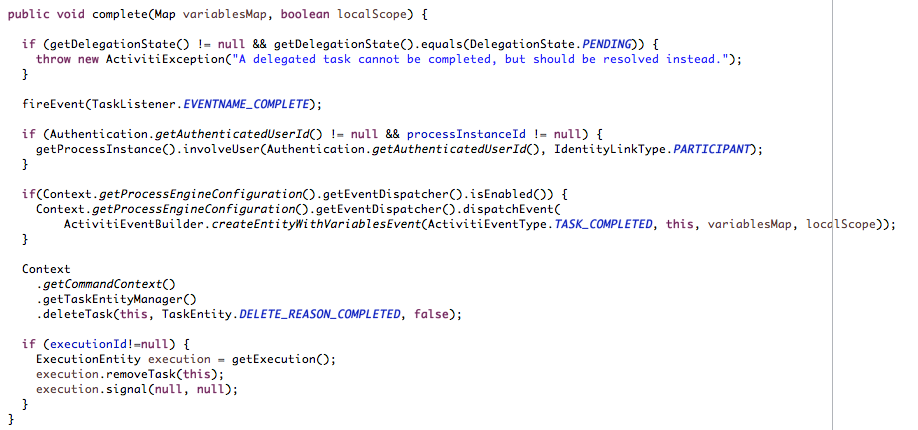 public void complete(Map variablesMap, boolean localScope) {
if (getDelegationState() != null && getDelegationState().equals(DelegationState.PENDING)) {
throw new ActivitiException("A delegated task cannot be completed, but should be resolved instead.");
}
fireEvent(TaskListener.EVENTNAME_COMPLETE);
if (Authentication.getAuthenticatedUserId() != null && processInstanceId != null) {
getProcessInstance().involveUser(Authentication.getAuthenticatedUserId(), IdentityLinkType.PARTICIPANT);
}
if(Context.getProcessEngineConfiguration().getEventDispatcher().isEnabled()) {
Context.getProcessEngineConfiguration().getEventDispatcher().dispatchEvent(
ActivitiEventBuilder.createEntityWithVariablesEvent(ActivitiEventType.TASK_COMPLETED, this, variablesMap, localScope));
}
Context
.getCommandContext()
.getTaskEntityManager()
.deleteTask(this, TaskEntity.DELETE_REASON_COMPLETED, false);
if (executionId!=null) {
ExecutionEntity execution = getExecution();
execution.removeTask(this);
execution.signal(null, null);
}
}